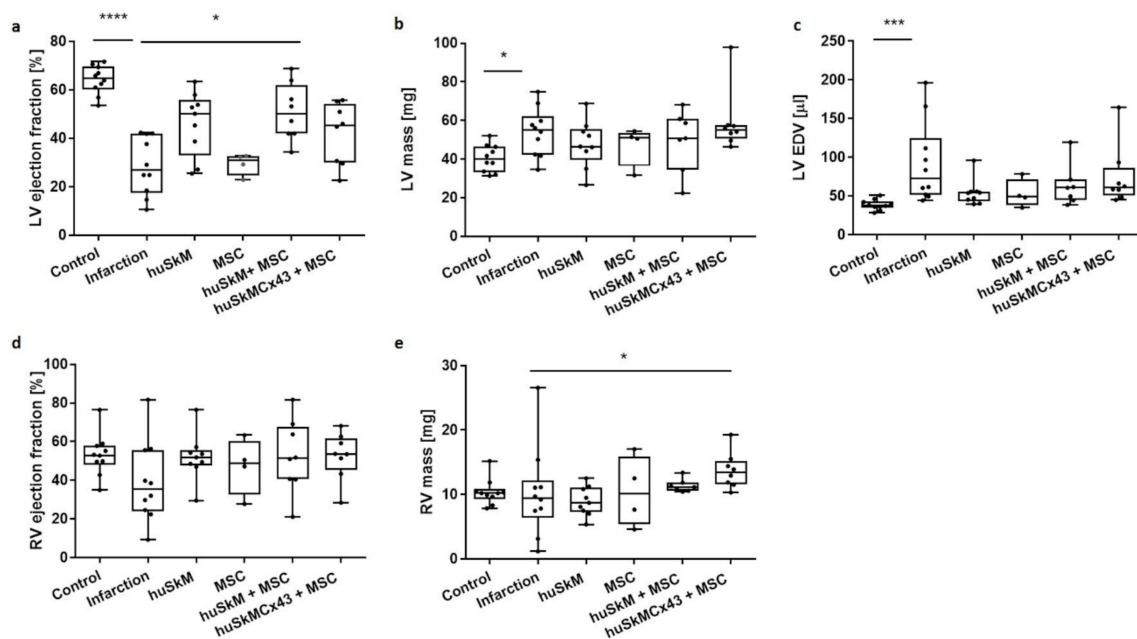 a
****
*
LV ejection fraction [%]
80
60
40
20
0
Control
Infarction
huSkM
MSC
huSkM+ MSC
huSkMCx43 + MSC
b
*
LV mass [mg]
100
80
60
40
20
0
Control
Infarction
huSkM
MSC
huSkM + MSC
huSkMCx43 + MSC
c
***
LV EDV [µl]
250
200
150
100
50
0
Control
Infarction
huSkM
MSC
huSkM + MSC
huSkMCx43 + MSC
d
RV ejection fraction [%]
100
80
60
40
20
0
Control
Infarction
huSkM
MSC
huSkM + MSC
huSkMCx43 + MSC
e
*
RV mass [mg]
30
20
10
0
Control
Infarction
huSkM
MSC
huSkM + MSC
huSkMCx43 + MSC